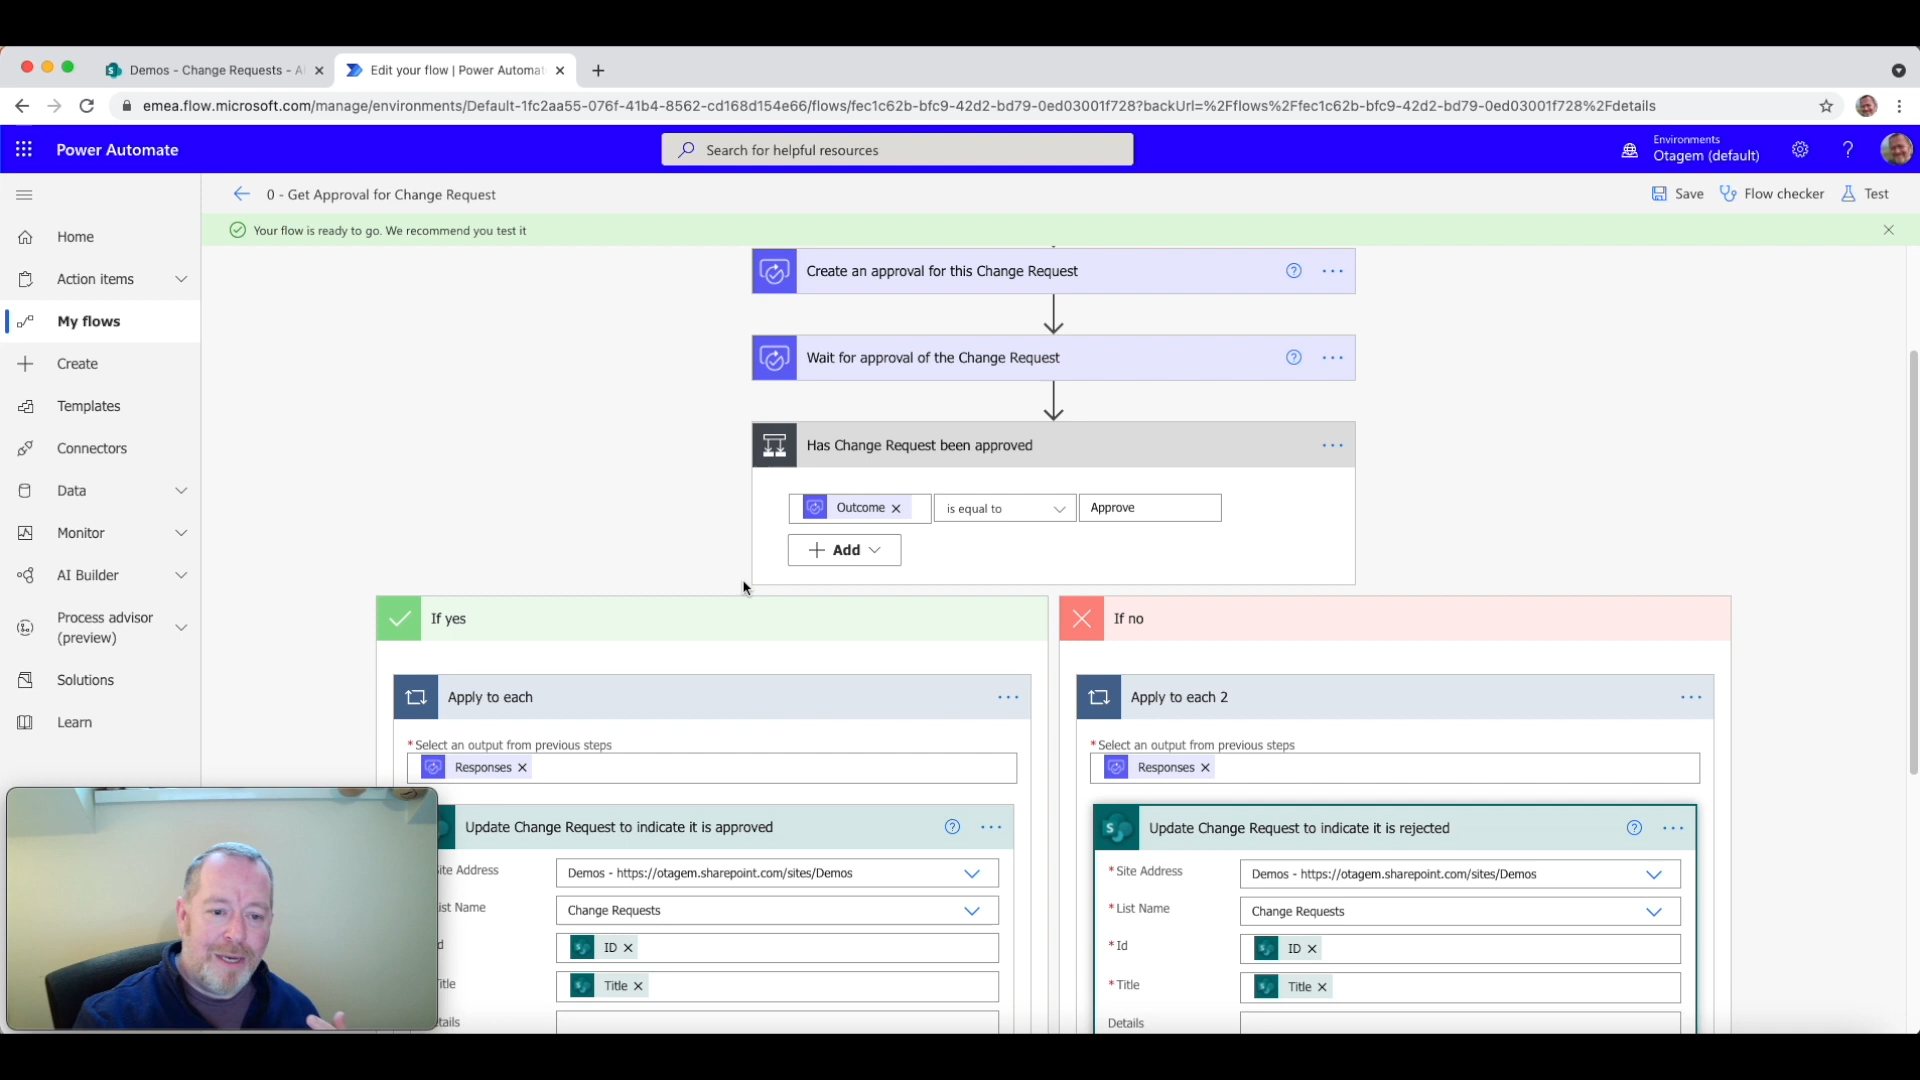 Demos - Change Requests - Al
Edit your flow | Power Automat
emea.flow.microsoft.com/manage/environments/Default-1fc2aa55-076f-41b4-8562-cd168d154e66/flows/fec1c62b-bfc9-42d2-bd79-0ed03001f728?backUrl=%2Fflows%2Ffec1c62b-bfc9-42d2-bd79-0ed03001f728%2Fdetails
Power Automate
Search for helpful resources
Environments
Otagem (default)
0 - Get Approval for Change Request
Save
Flow checker
Test
Your flow is ready to go. We recommend you test it
Home
Action items
My flows
Create
Templates
Connectors
Data
Monitor
AI Builder
Process advisor
(preview)
Solutions
Learn
Create an approval for this Change Request
Wait for approval of the Change Request
Has Change Request been approved
Outcome
is equal to
Approve
Add
If yes
Apply to each
*Select an output from previous steps
Responses
Update Change Request to indicate it is approved
ite Address
Demos - https://otagem.sharepoint.com/sites/Demos
ist Name
Change Requests
d
ID
itle
Title
tails
If no
Apply to each 2
*Select an output from previous steps
Responses
Update Change Request to indicate it is rejected
*Site Address
Demos - https://otagem.sharepoint.com/sites/Demos
*List Name
Change Requests
*Id
ID
*Title
Title
Details